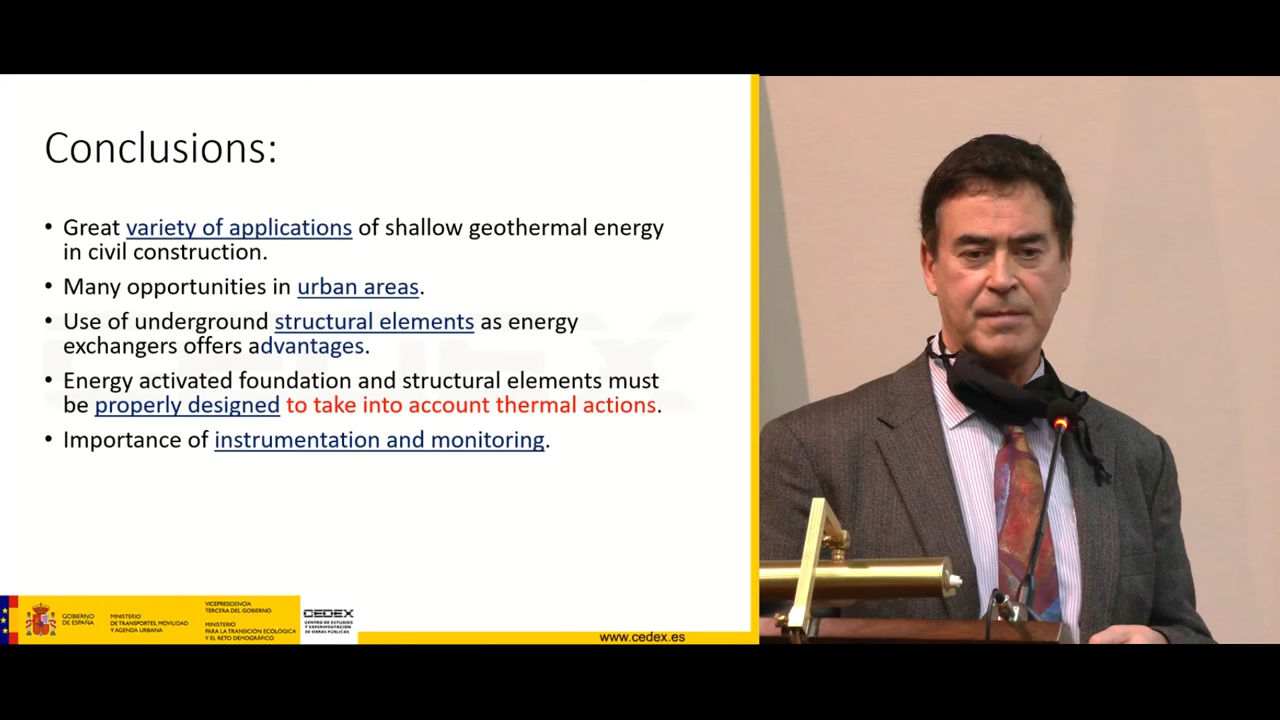 Conclusions:
• Great variety of applications of shallow geothermal energy
in civil construction.
• Many opportunities in urban areas.
• Use of underground structural elements as energy
exchangers offers advantages.
• Energy activated foundation and structural elements must
be properly designed to take into account thermal actions.
• Importance of instrumentation and monitoring.
CEDEX
GOBIERNO
DE ESPAÑA
MINISTERIO
DE TRANSPORTES, MOVILIDAD
Y AGENDA URBANA
VICEPRESIDENCIA
TERCERA DEL GOBIERNO
MINISTERIO
PARA LA TRANSICIÓN ECOLÓGICA
Y EL RETO DEMOGRÁFICO
CEDEX
CENTRO DE ESTUDIOS
Y EXPERIMENTACIÓN
DE OBRAS PÚBLICAS
www.cedex.es